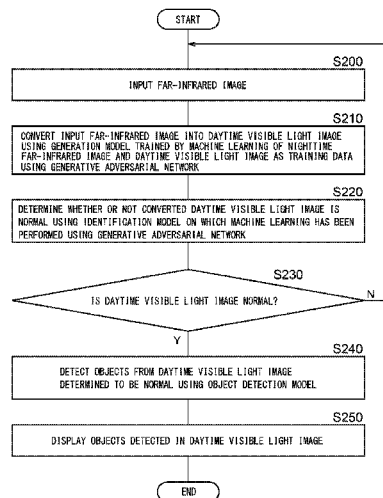 START
S200
INPUT FAR-INFRARED IMAGE
S210
CONVERT INPUT FAR-INFRARED IMAGE INTO DAYTIME VISIBLE LIGHT IMAGE
USING GENERATION MODEL TRAINED BY MACHINE LEARNING OF NIGHTTIME
FAR-INFRARED IMAGE AND DAYTIME VISIBLE LIGHT IMAGE AS TRAINING DATA
USING GENERATIVE ADVERSARIAL NETWORK
S220
DETERMINE WHETHER OR NOT CONVERTED DAYTIME VISIBLE LIGHT IMAGE IS
NORMAL USING IDENTIFICATION MODEL ON WHICH MACHINE LEARNING HAS BEEN
PERFORMED USING GENERATIVE ADVERSARIAL NETWORK
S230
IS DAYTIME VISIBLE LIGHT IMAGE NORMAL?
N
Y
S240
DETECT OBJECTS FROM DAYTIME VISIBLE LIGHT IMAGE
DETERMINED TO BE NORMAL USING OBJECT DETECTION MODEL
S250
DISPLAY OBJECTS DETECTED IN DAYTIME VISIBLE LIGHT IMAGE
END